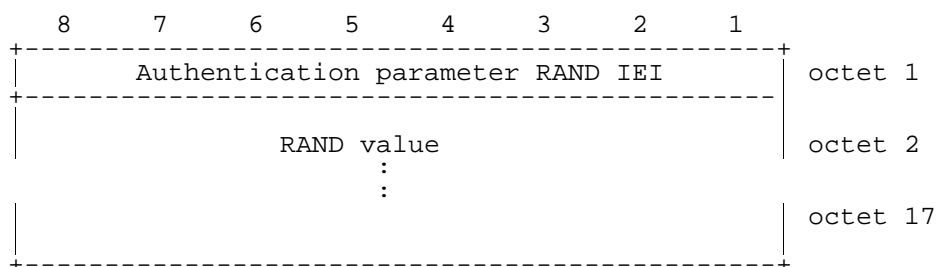 8 7 6 5 4 3 2 1
Authentication parameter RAND IEI octet 1
RAND value octet 2
:
:
octet 17